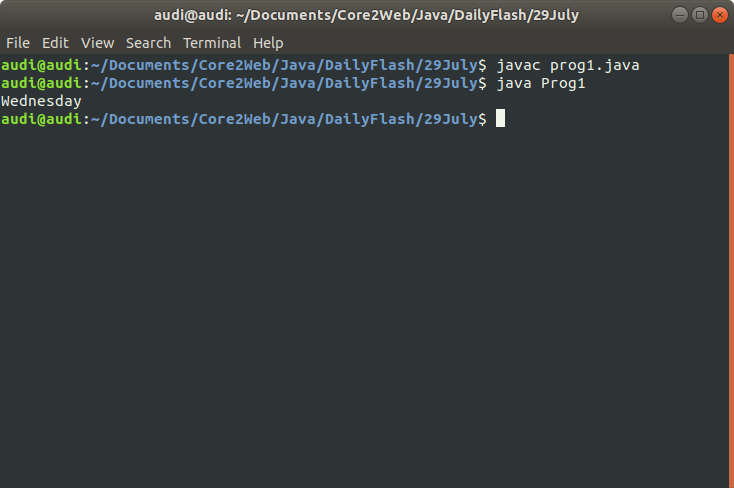 audi@audi: ~/Documents/Core2Web/Java/DailyFlash/29July
File Edit View Search Terminal Help
audi@audi:~/Documents/Core2Web/Java/DailyFlash/29July$ javac prog1.java
audi@audi:~/Documents/Core2Web/Java/DailyFlash/29July$ java Prog1
Wednesday
audi@audi:~/Documents/Core2Web/Java/DailyFlash/29July$